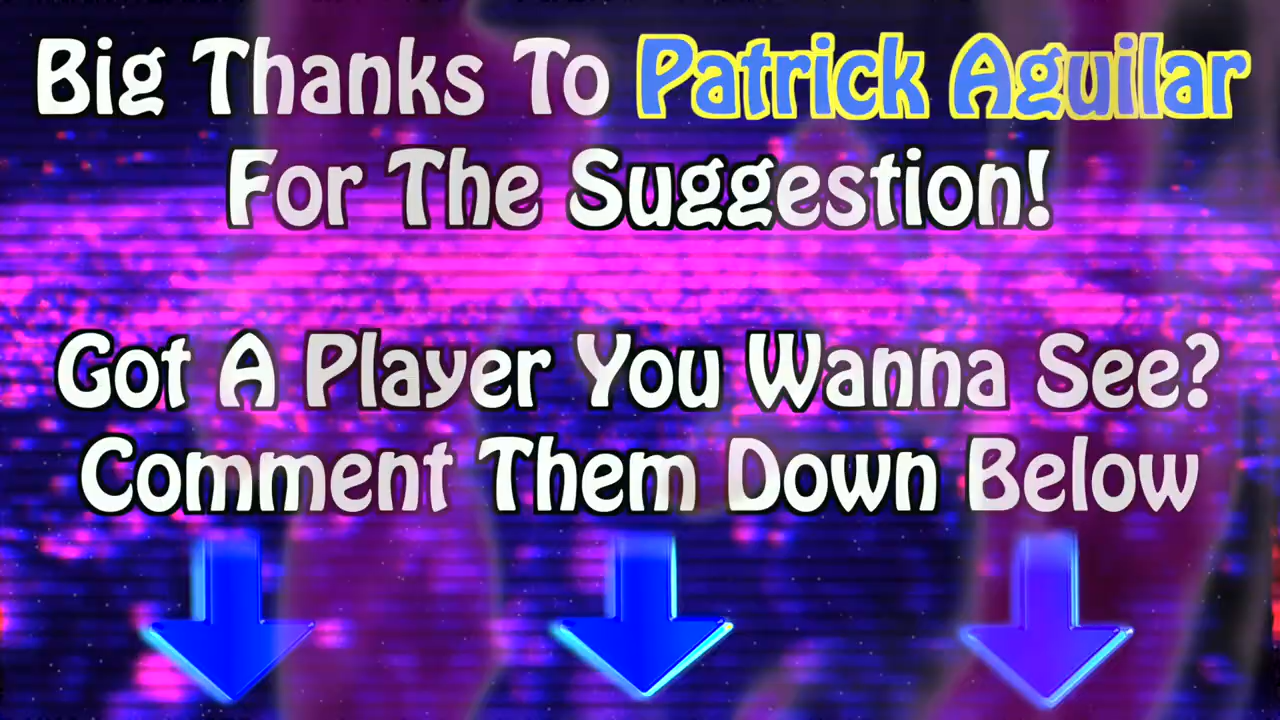 Big Thanks To Patrick Aguilar
For The Suggestion!
Got A Player You Wanna See?
Comment Them Down Below